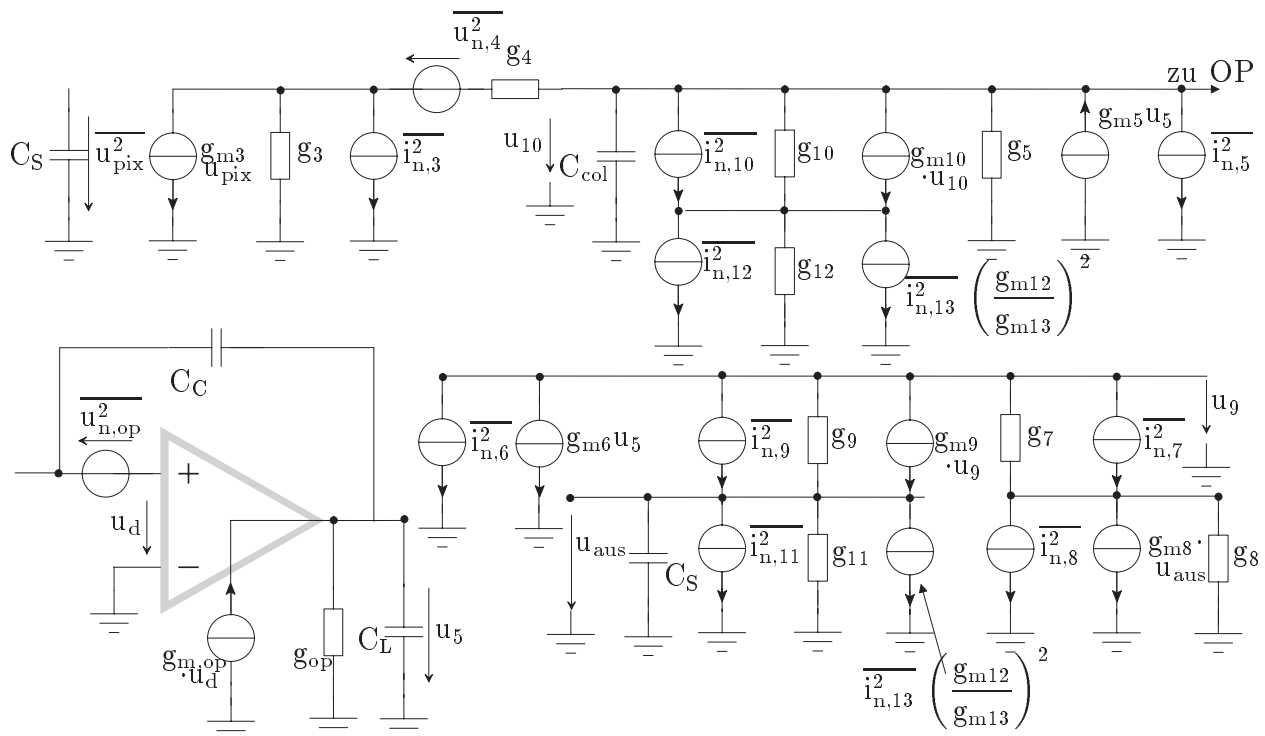 u²n,4
g4
zu OP
CS
u²pix
gm3
upix
g3
i²n,3
u10
Ccol
i²n,10
g10
gm10
·u10
g5
gm5u5
i²n,5
i²n,12
g12
i²n,13 (gm12/gm13)²
CC
u²n,op
+
ud
−
gm,op
·ud
gop
CL
u5
i²n,6
gm6u5
i²n,9
g9
gm9
·u9
g7
i²n,7
u9
uaus
CS
i²n,11
g11
i²n,8
gm8·
uaus
g8
i²n,13 (gm12/gm13)²